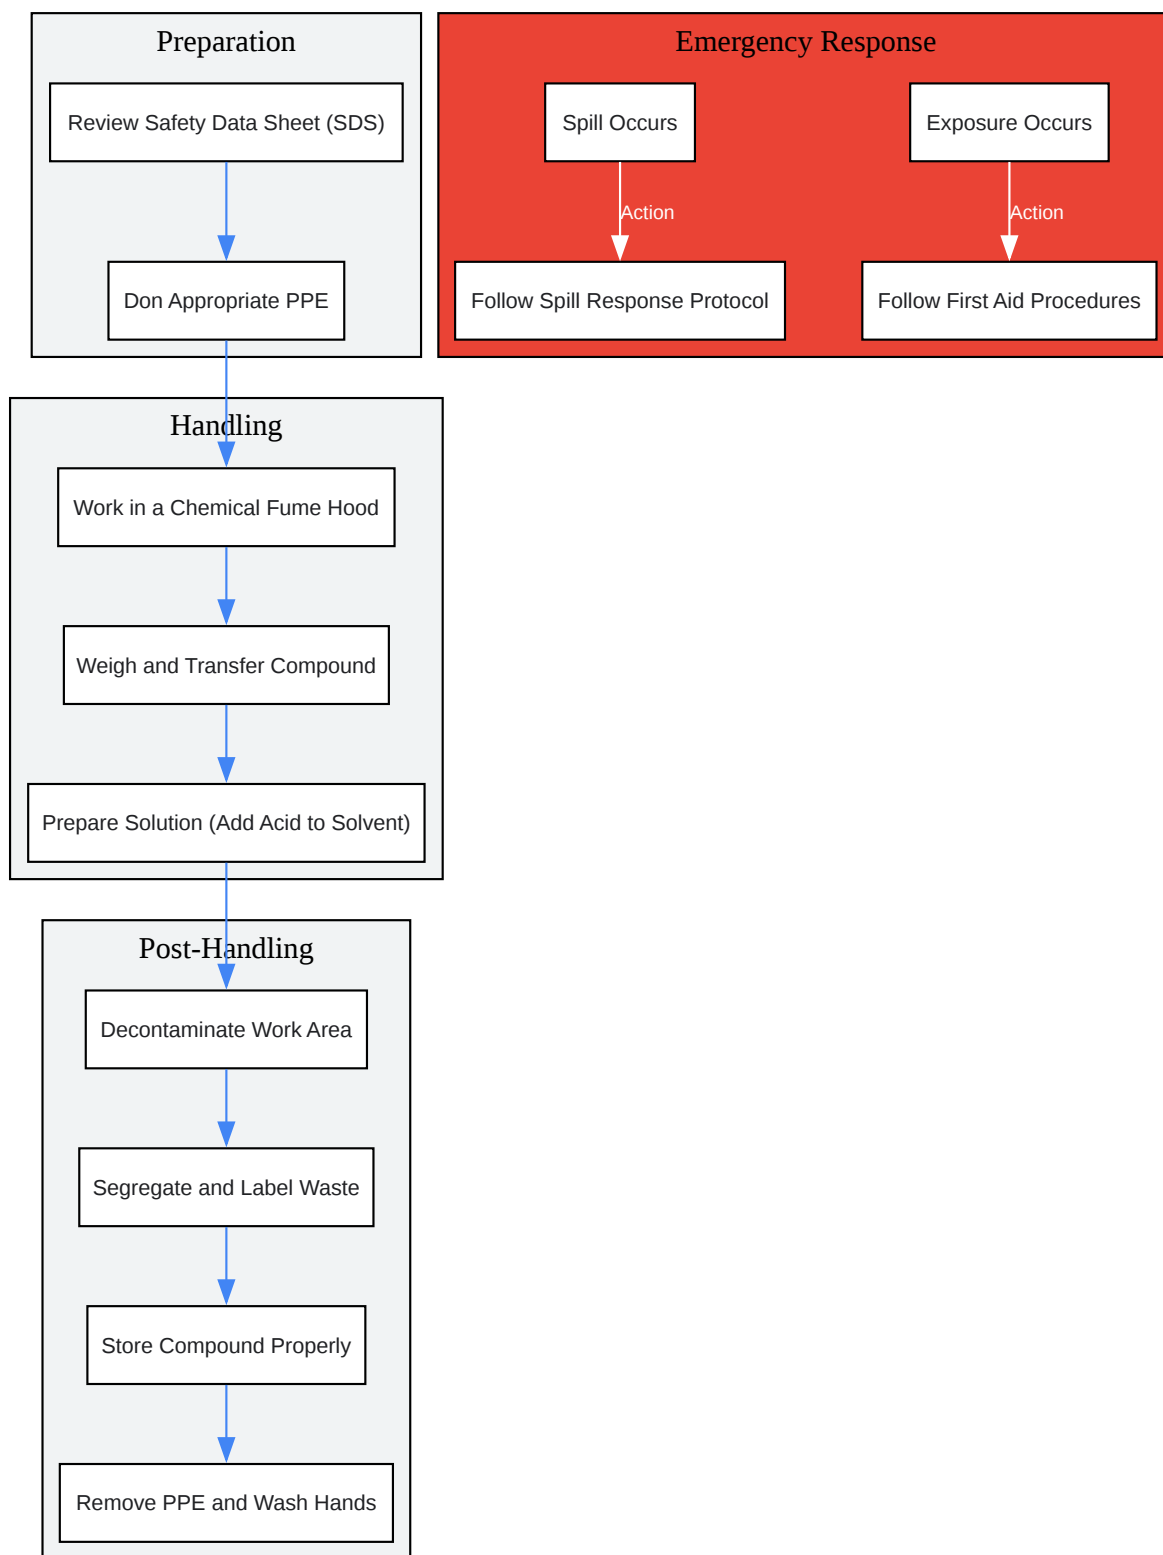 Preparation
Review Safety Data Sheet (SDS)
Don Appropriate PPE
Emergency Response
Spill Occurs
Exposure Occurs
Action
Action
Follow Spill Response Protocol
Follow First Aid Procedures
Handling
Work in a Chemical Fume Hood
Weigh and Transfer Compound
Prepare Solution (Add Acid to Solvent)
Post-Handling
Decontaminate Work Area
Segregate and Label Waste
Store Compound Properly
Remove PPE and Wash Hands